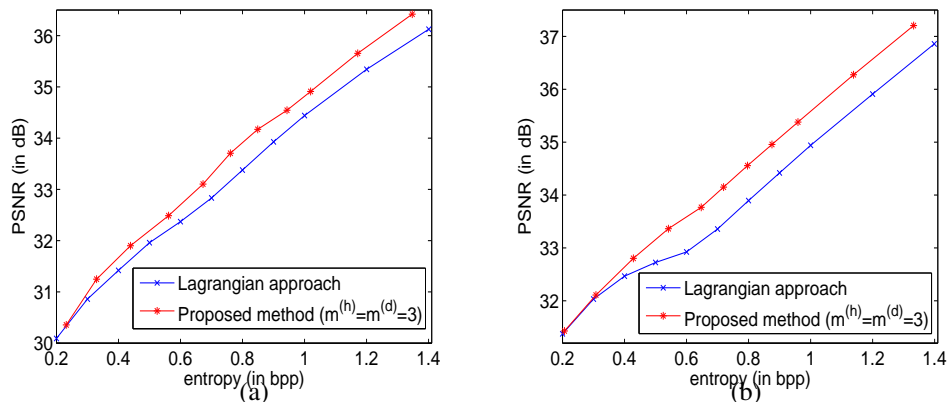 36
35
34
33
32
31
30
PSNR (in dB)
Lagrangian approach
Proposed method (m^(h)=m^(d)=3)
0.2 0.4 0.6 0.8 1 1.2 1.4
entropy (in bpp)
(a)
37
36
35
34
33
32
PSNR (in dB)
Lagrangian approach
Proposed method (m^(h)=m^(d)=3)
0.2 0.4 0.6 0.8 1 1.2 1.4
entropy (in bpp)
(b)